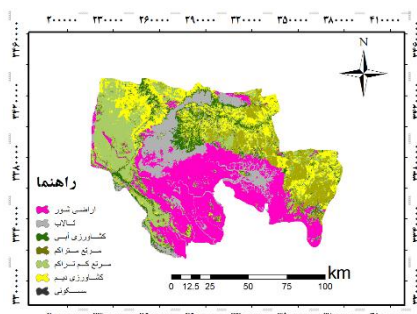 ۲۰۰۰۰۰ ۲۳۰۰۰۰ ۲۶۰۰۰۰ ۲۹۰۰۰۰ ۳۲۰۰۰۰ ۳۵۰۰۰۰ ۳۸۰۰۰۰ ۴۱۰۰۰۰
N
راهنما
اراضی شور
تالاب
کشاورزی آبی
مرتع متراکم
مرتع کم تراکم
کشاورزی دیم
مسکونی
km
0 12.5 25 50 75 100